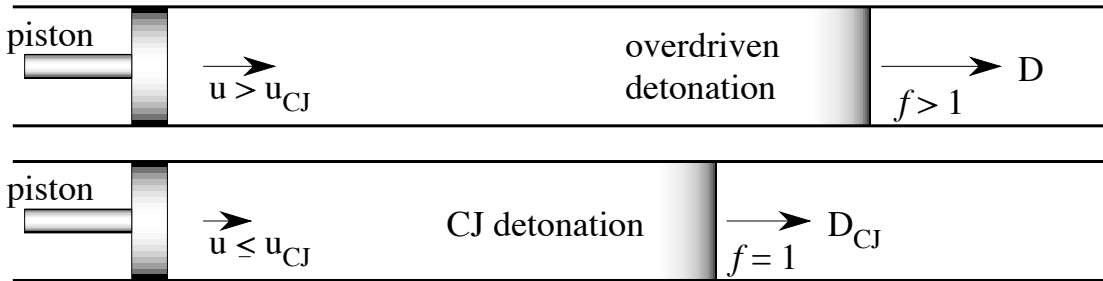 piston
u > u_CJ
overdriven
detonation
f > 1
D
piston
u ≤ u_CJ
CJ detonation
f = 1
D_CJ